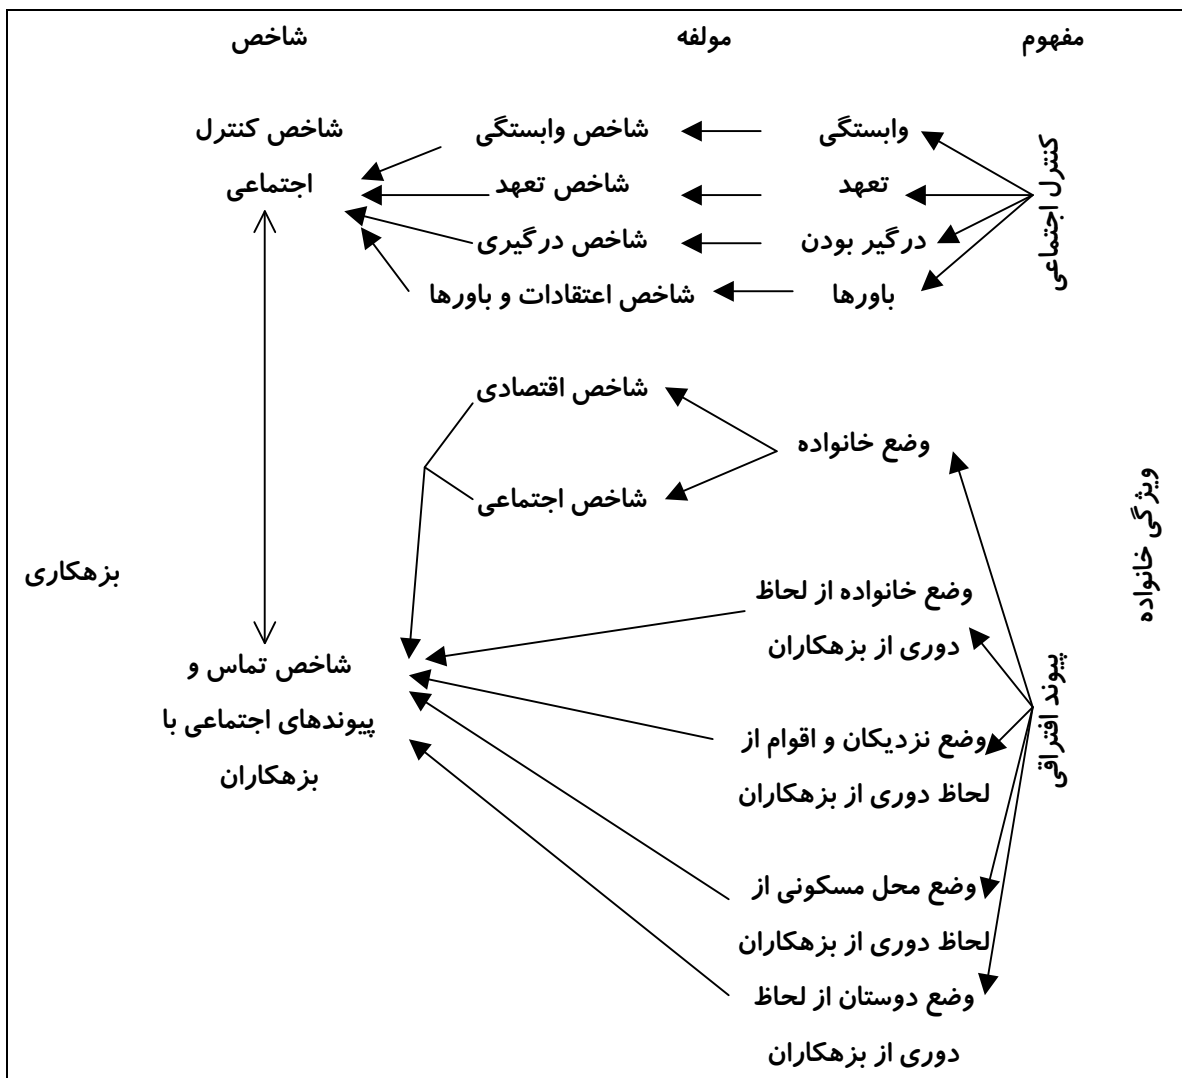 مفهوم مولفه شاخص
وابستگی شاخص وابستگی شاخص کنترل
تعهد شاخص تعهد اجتماعی
درگیر بودن شاخص درگیری
باورها شاخص اعتقادات و باورها
کنترل اجتماعی
شاخص اقتصادی
وضع خانواده
شاخص اجتماعی
ویژگی خانواده
بزهکاری
وضع خانواده از لحاظ
دوری از بزهکاران
شاخص تماس و
پیوندهای اجتماعی با
بزهکاران
پیوند افتراقی
وضع نزدیکان و اقوام از
لحاظ دوری از بزهکاران
وضع محل مسکونی از
لحاظ دوری از بزهکاران
وضع دوستان از لحاظ
دوری از بزهکاران